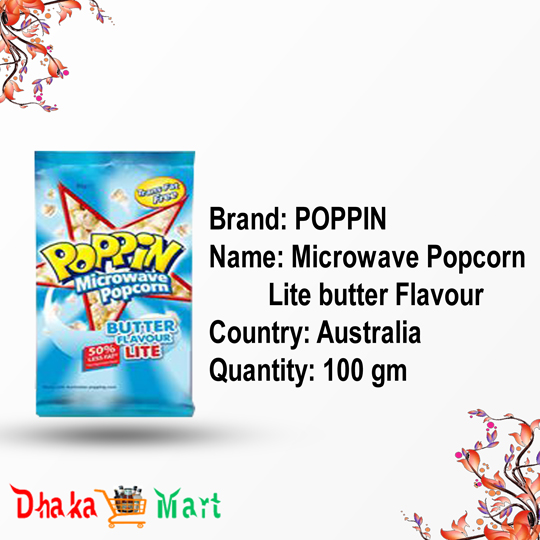 Trans Fat
Free
POPPIN
Microwave
Popcorn
BUTTER
FLAVOUR
LITE
50%
LESS FAT*
Brand: POPPIN
Name: Microwave Popcorn
Lite butter Flavour
Country: Australia
Quantity: 100 gm
Dhaka Mart